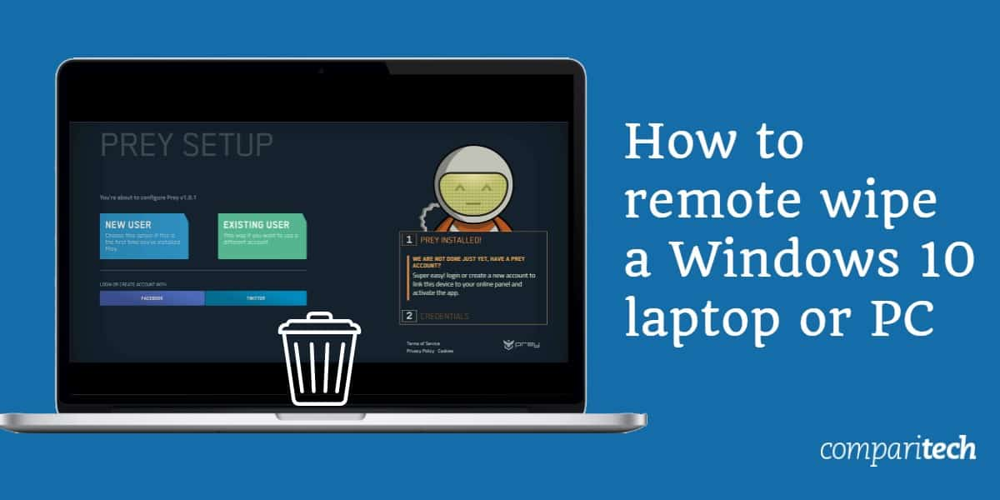 PREY SETUP
You're about to configure Prey v1.8.1
NEW USER
Choose this option if this is
the first time you've installed
Prey.
EXISTING USER
This way if you want to use a
different account
LOGIN OR CREATE ACCOUNT WITH
FACEBOOK
TWITTER
1 PREY INSTALLED!
WE ARE NOT DONE JUST YET, HAVE A PREY
ACCOUNT?
Super easy! login or create a new account to
link this device to your online panel and
activate the app.
2 CREDENTIALS
Terms of Service
Privacy Policy · Cookies
prey
How to
remote wipe
a Windows 10
laptop or PC
comparitech